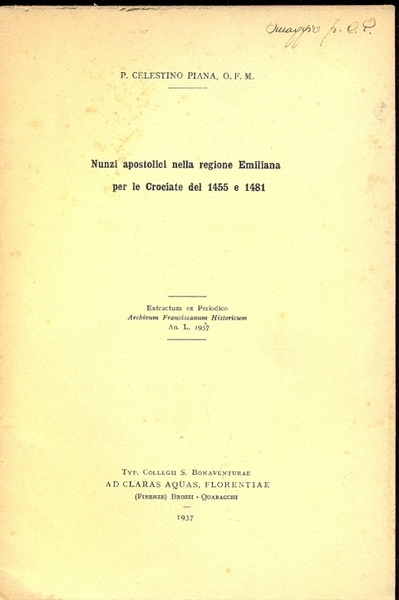 Omaggio
P. CELESTINO PIANA, O. F. M.
Nunzi apostolici nella regione Emiliana
per le Crociate del 1455 e 1481
Extractum ex Periodico
Archivum Franciscanum Historicum
An. L. 1957
Typ. Collegii S. Bonaventurae
AD CLARAS AQUAS, FLORENTIAE
(Firenze) Brozzi - Quaracchi
1957